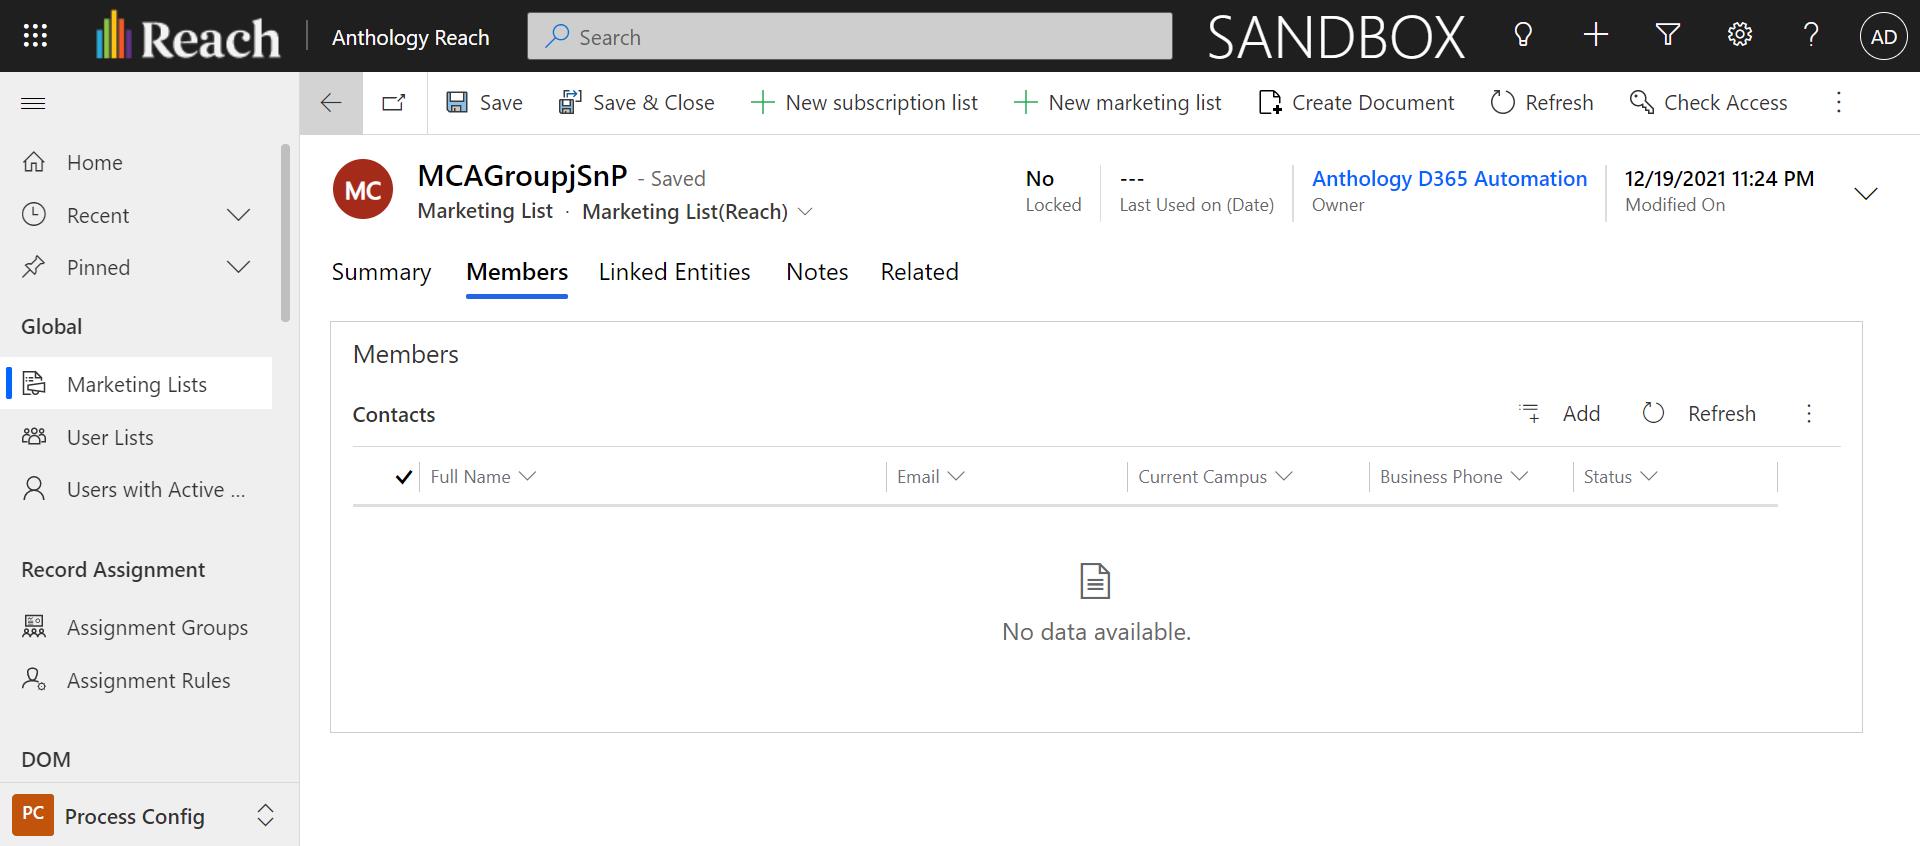 Reach
Anthology Reach
Search
SANDBOX
AD
Save
Save & Close
New subscription list
New marketing list
Create Document
Refresh
Check Access
Home
Recent
Pinned
Global
Marketing Lists
User Lists
Users with Active ...
Record Assignment
Assignment Groups
Assignment Rules
DOM
PC
Process Config
MC
MCAGroupjSnP - Saved
Marketing List · Marketing List(Reach)
No
Locked
---
Last Used on (Date)
Anthology D365 Automation
Owner
12/19/2021 11:24 PM
Modified On
Summary
Members
Linked Entities
Notes
Related
Members
Contacts
Add
Refresh
Full Name
Email
Current Campus
Business Phone
Status
No data available.